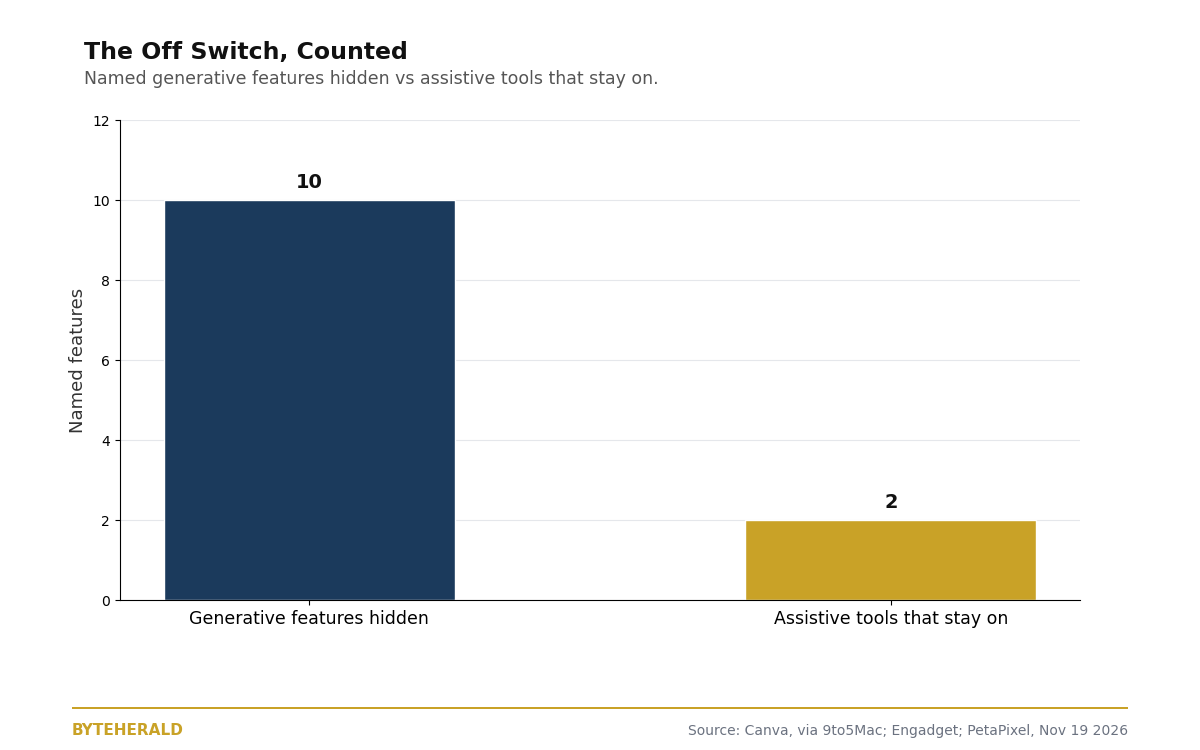 The Off Switch, Counted
Named generative features hidden vs assistive tools that stay on.
12
10
8
6
4
2
0
Named features
10
2
Generative features hidden
Assistive tools that stay on
BYTEHERALD
Source: Canva, via 9to5Mac; Engadget; PetaPixel, Nov 19 2026